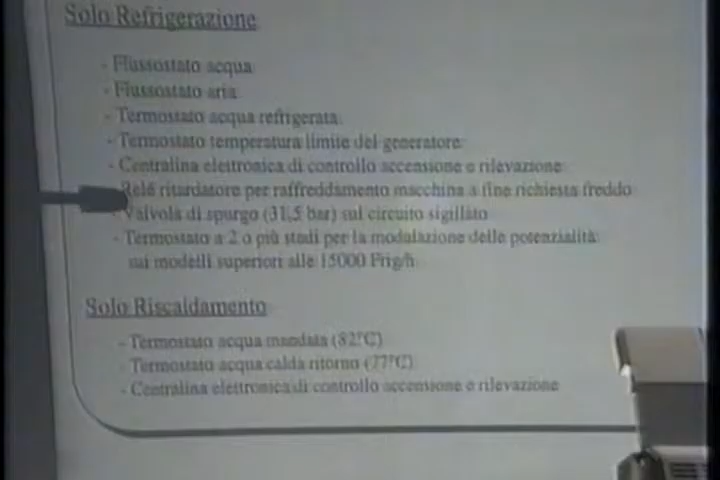 Solo Refrigerazione
- Flussostato acqua
- Flussostato aria
- Termostato acqua refrigerata
- Termostato temperatura limite del generatore
- Centralina elettronica di controllo accensione e rilevazione
Relé ritardatore per raffreddamento macchina a fine richiesta freddo
- Valvola di spurgo (31,5 bar) sul circuito sigillato
- Termostato a 2 o più stadi per la modulazione delle potenzialità
sui modelli superiori alle 15000 Frig/h
Solo Riscaldamento
- Termostato acqua mandata (82°C)
- Termostato acqua calda ritorno (77°C)
- Centralina elettronica di controllo accensione e rilevazione